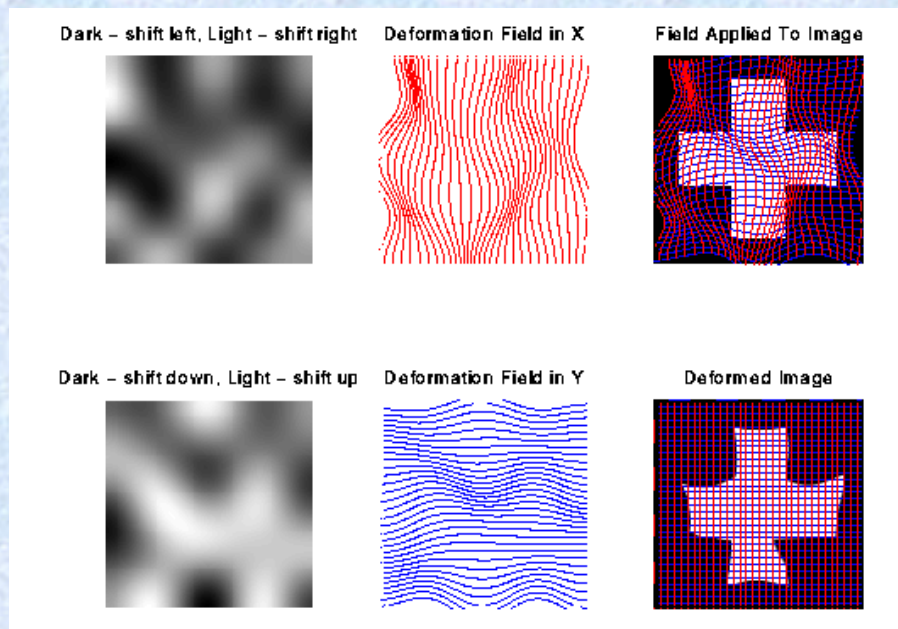 Dark – shift left, Light – shift right
Deformation Field in X
Field Applied To Image
Dark – shift down, Light – shift up
Deformation Field in Y
Deformed Image